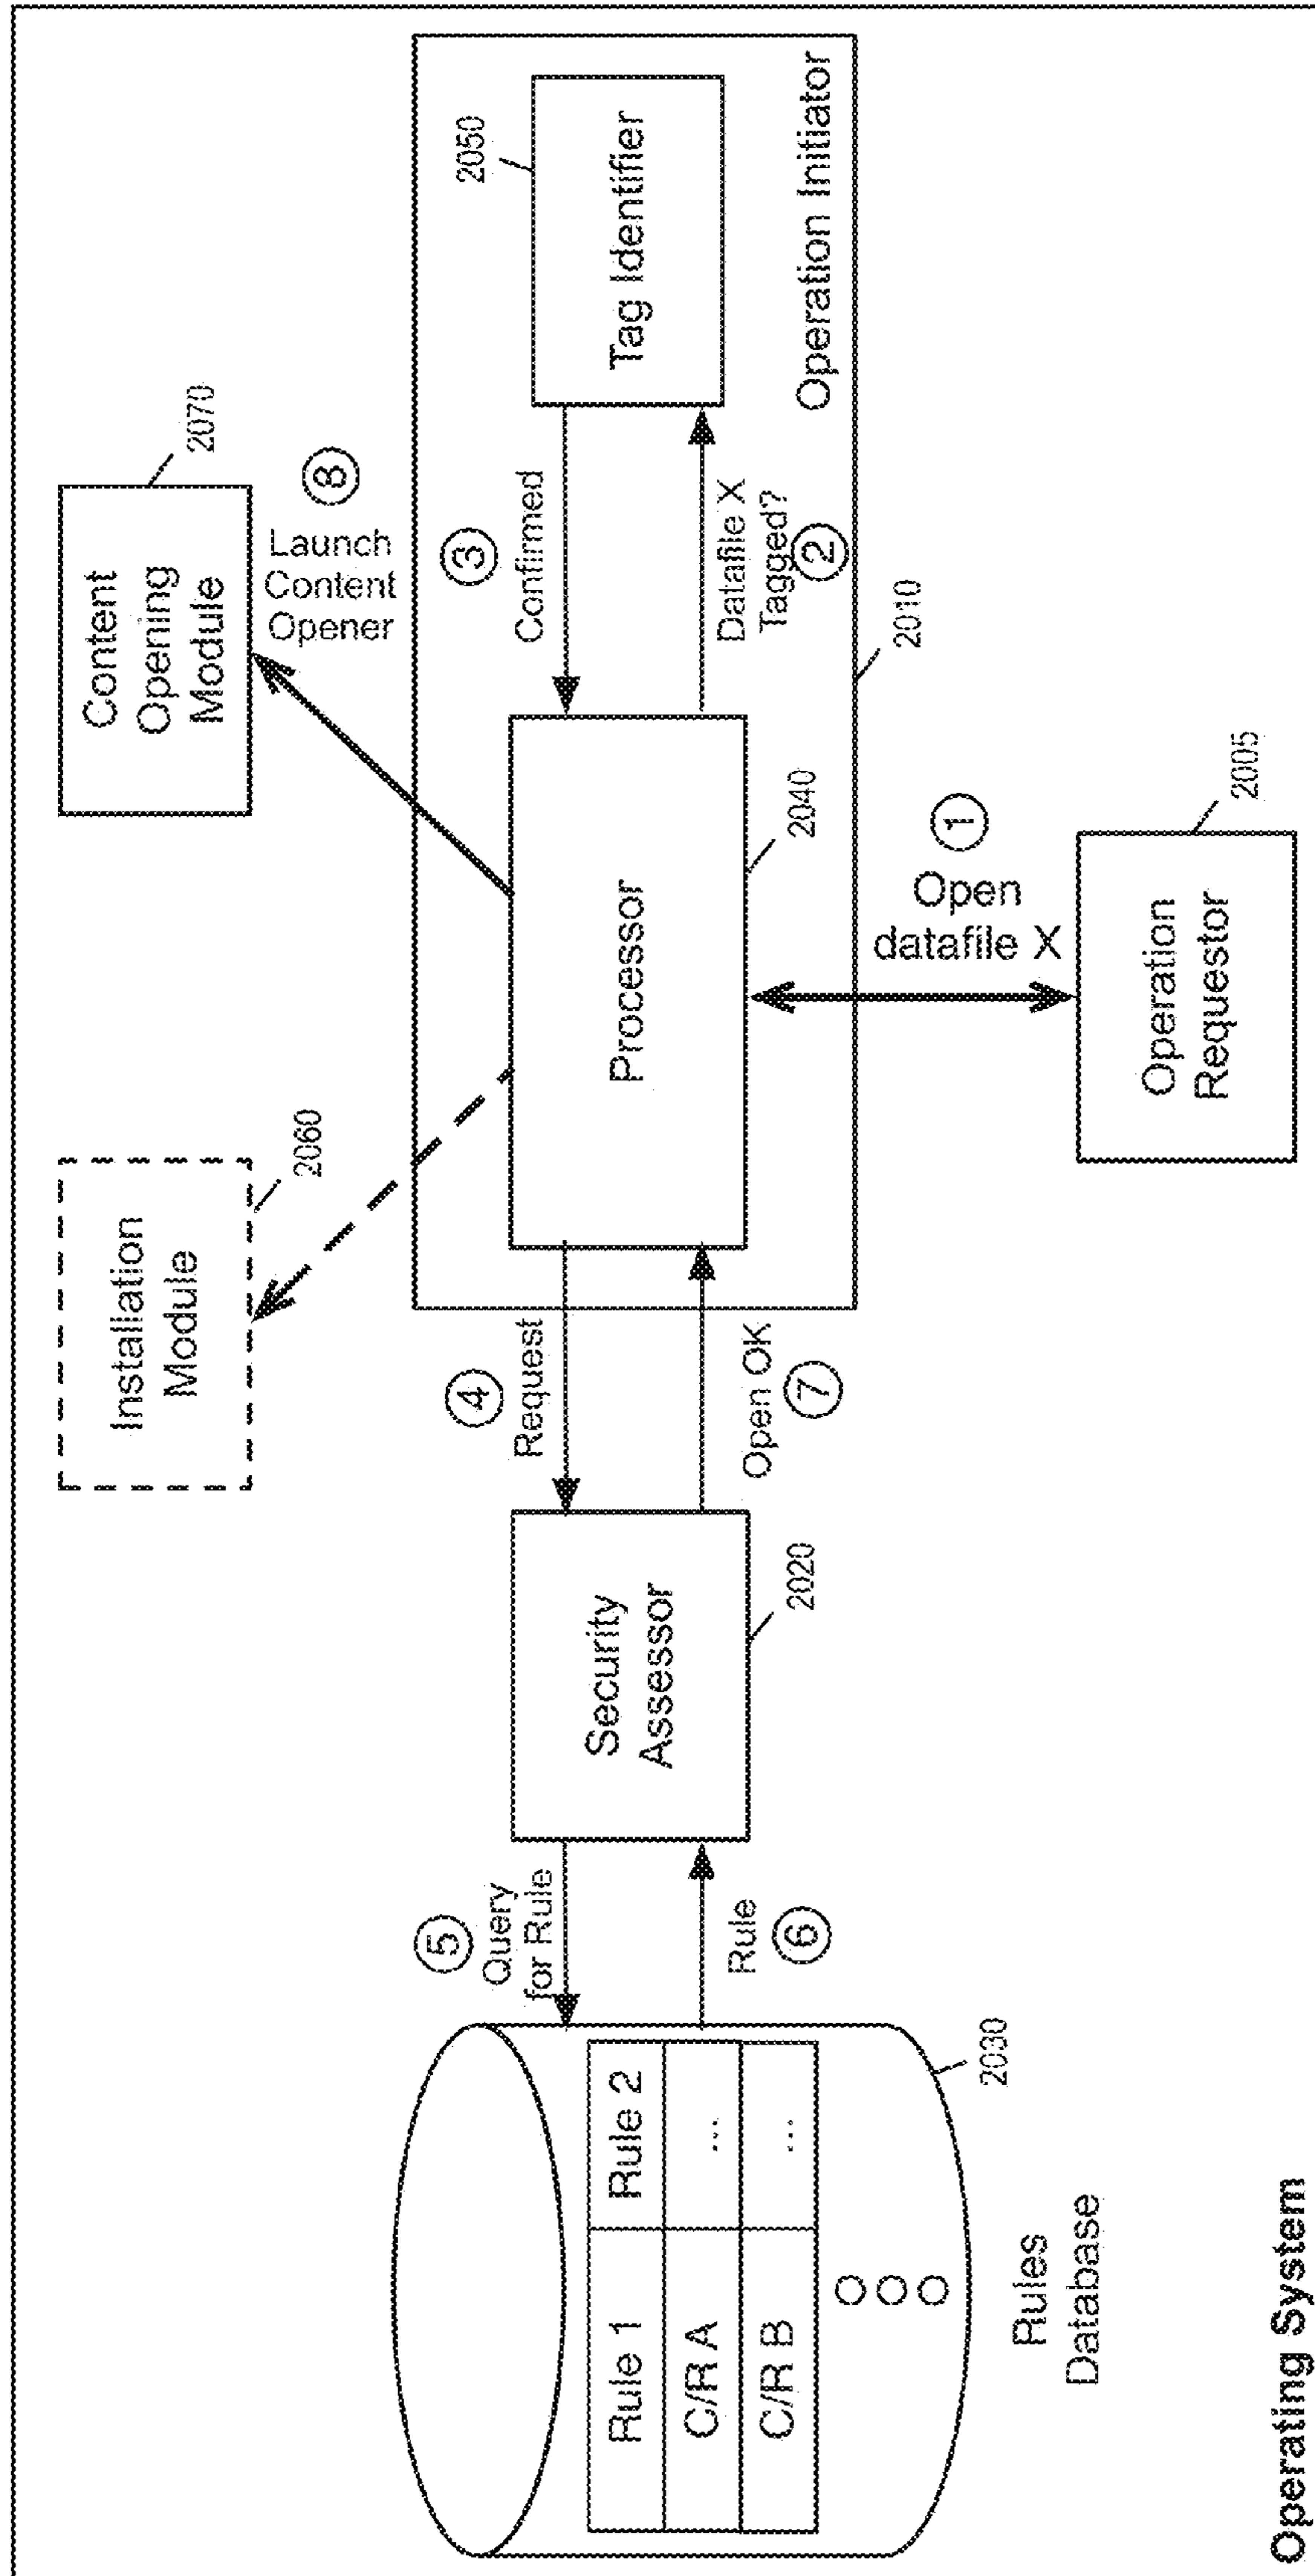 Installation
Module
2060
Content
Opening
Module
2070
8
Launch
Content
Opener
5
Query
for Rule
4
Request
3
Confirmed
2050
Tag Identifier
Rule 1
Rule 2
C/R A
...
C/R B
...
Security
Assessor
Processor
Rule
6
Open OK
7
Datafile X
Tagged?
2
2020
2040
Operation Initiator
2010
2030
Rules
Database
1
Open
datafile X
Operation
Requestor
2005
Operating System